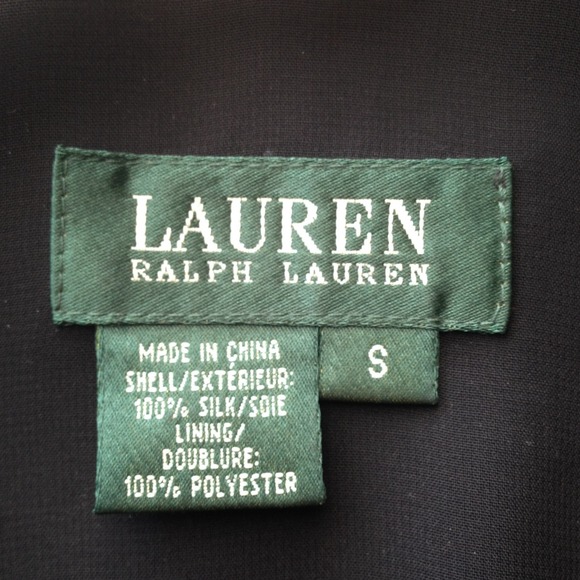 LAUREN
RALPH LAUREN
MADE IN CHINA
SHELL/EXTÉRIEUR:
100% SILK/SOIE
LINING/
DOUBLURE:
100% POLYESTER
S